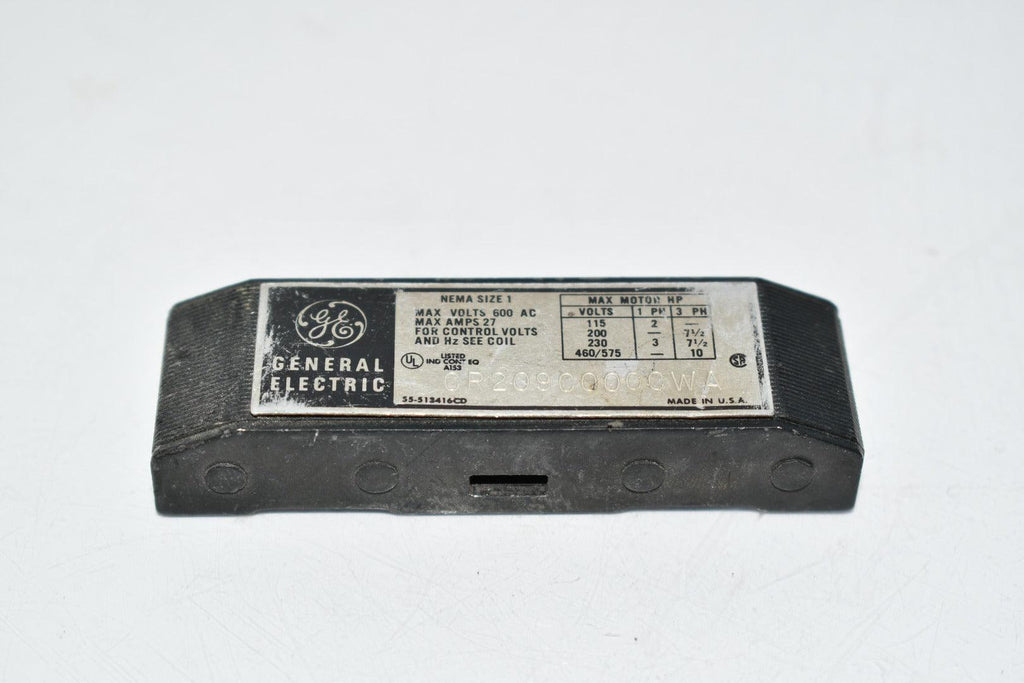 GE
GENERAL
ELECTRIC
NEMA SIZE 1
MAX VOLTS 600 AC
MAX AMPS 27
FOR CONTROL VOLTS
AND Hz SEE COIL
UL LISTED
IND CONT EQ
A153
MAX MOTOR HP
VOLTS 1 PH 3 PH
115 2 —
200 — 7½
230 3 7½
460/575 — 10
SA
55-513416CD
MADE IN U.S.A.